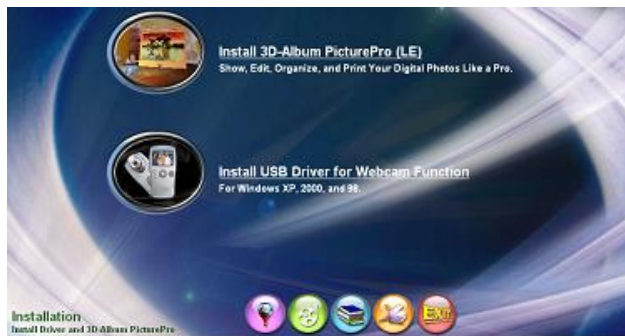 Install 3D-Album PicturePro (LE)
Show, Edit, Organize, and Print Your Digital Photos Like a Pro.
Install USB Driver for Webcam Function
For Windows XP, 2000, and 98.
Installation
Install Driver and 3D-Album PicturePro
Exit